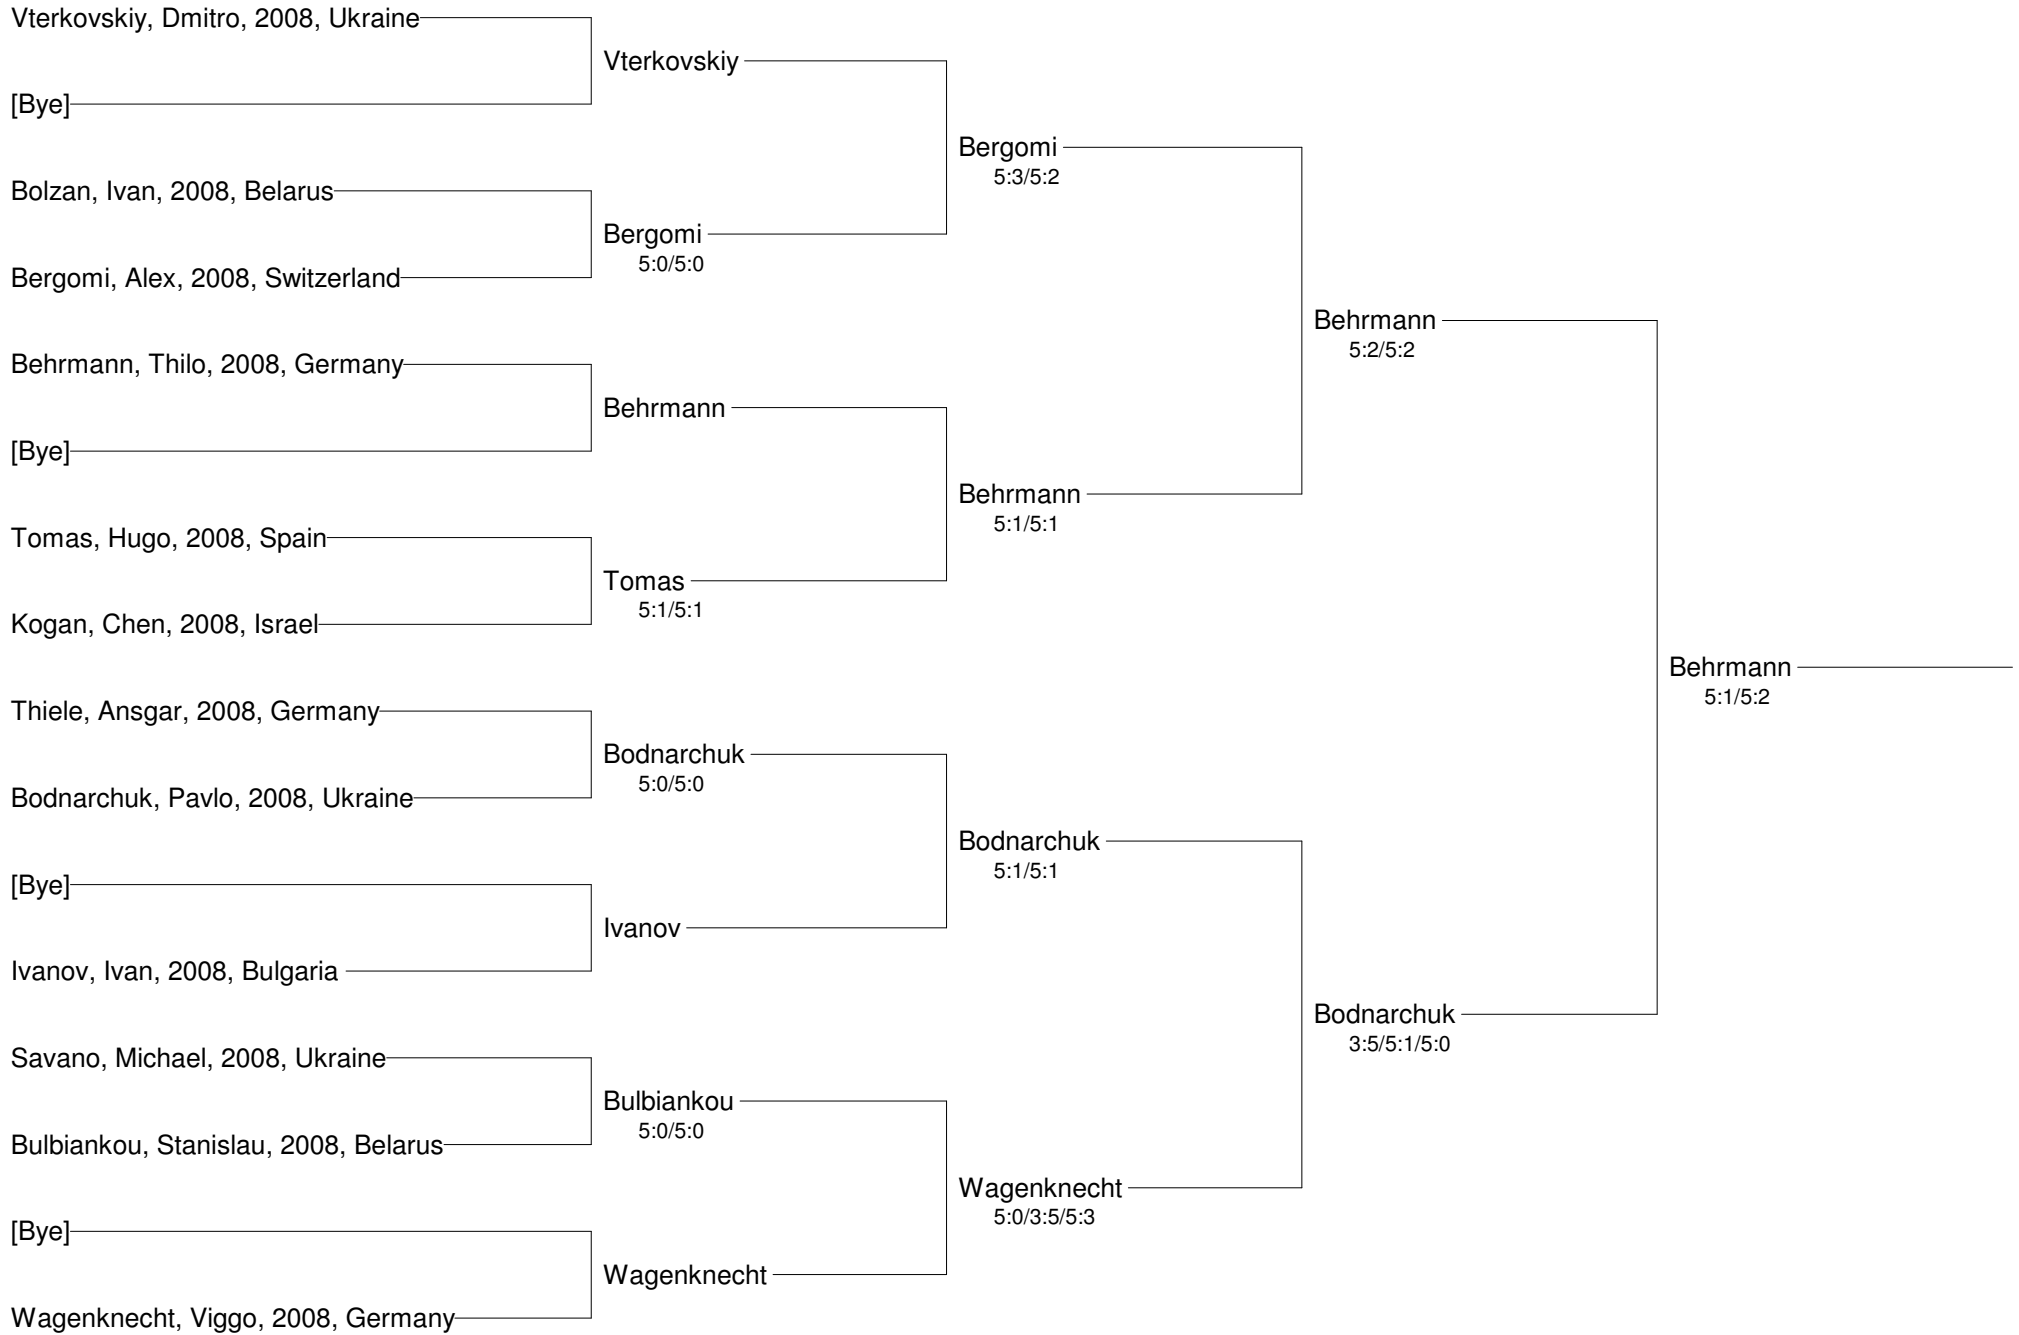 Vterkovskiy, Dmitro, 2008, Ukraine
[Bye]
Bolzan, Ivan, 2008, Belarus
Bergomi, Alex, 2008, Switzerland
Behrmann, Thilo, 2008, Germany
[Bye]
Tomas, Hugo, 2008, Spain
Kogan, Chen, 2008, Israel
Thiele, Ansgar, 2008, Germany
Bodnarchuk, Pavlo, 2008, Ukraine
[Bye]
Ivanov, Ivan, 2008, Bulgaria
Savano, Michael, 2008, Ukraine
Bulbiankou, Stanislau, 2008, Belarus
[Bye]
Wagenknecht, Viggo, 2008, Germany
Vterkovskiy
Bergomi
5:0/5:0
Behrmann
Tomas
5:1/5:1
Bodnarchuk
5:0/5:0
Ivanov
Bulbiankou
5:0/5:0
Wagenknecht
Bergomi
5:3/5:2
Behrmann
5:1/5:1
Bodnarchuk
5:1/5:1
Wagenknecht
5:0/3:5/5:3
Behrmann
5:2/5:2
Bodnarchuk
3:5/5:1/5:0
Behrmann
5:1/5:2